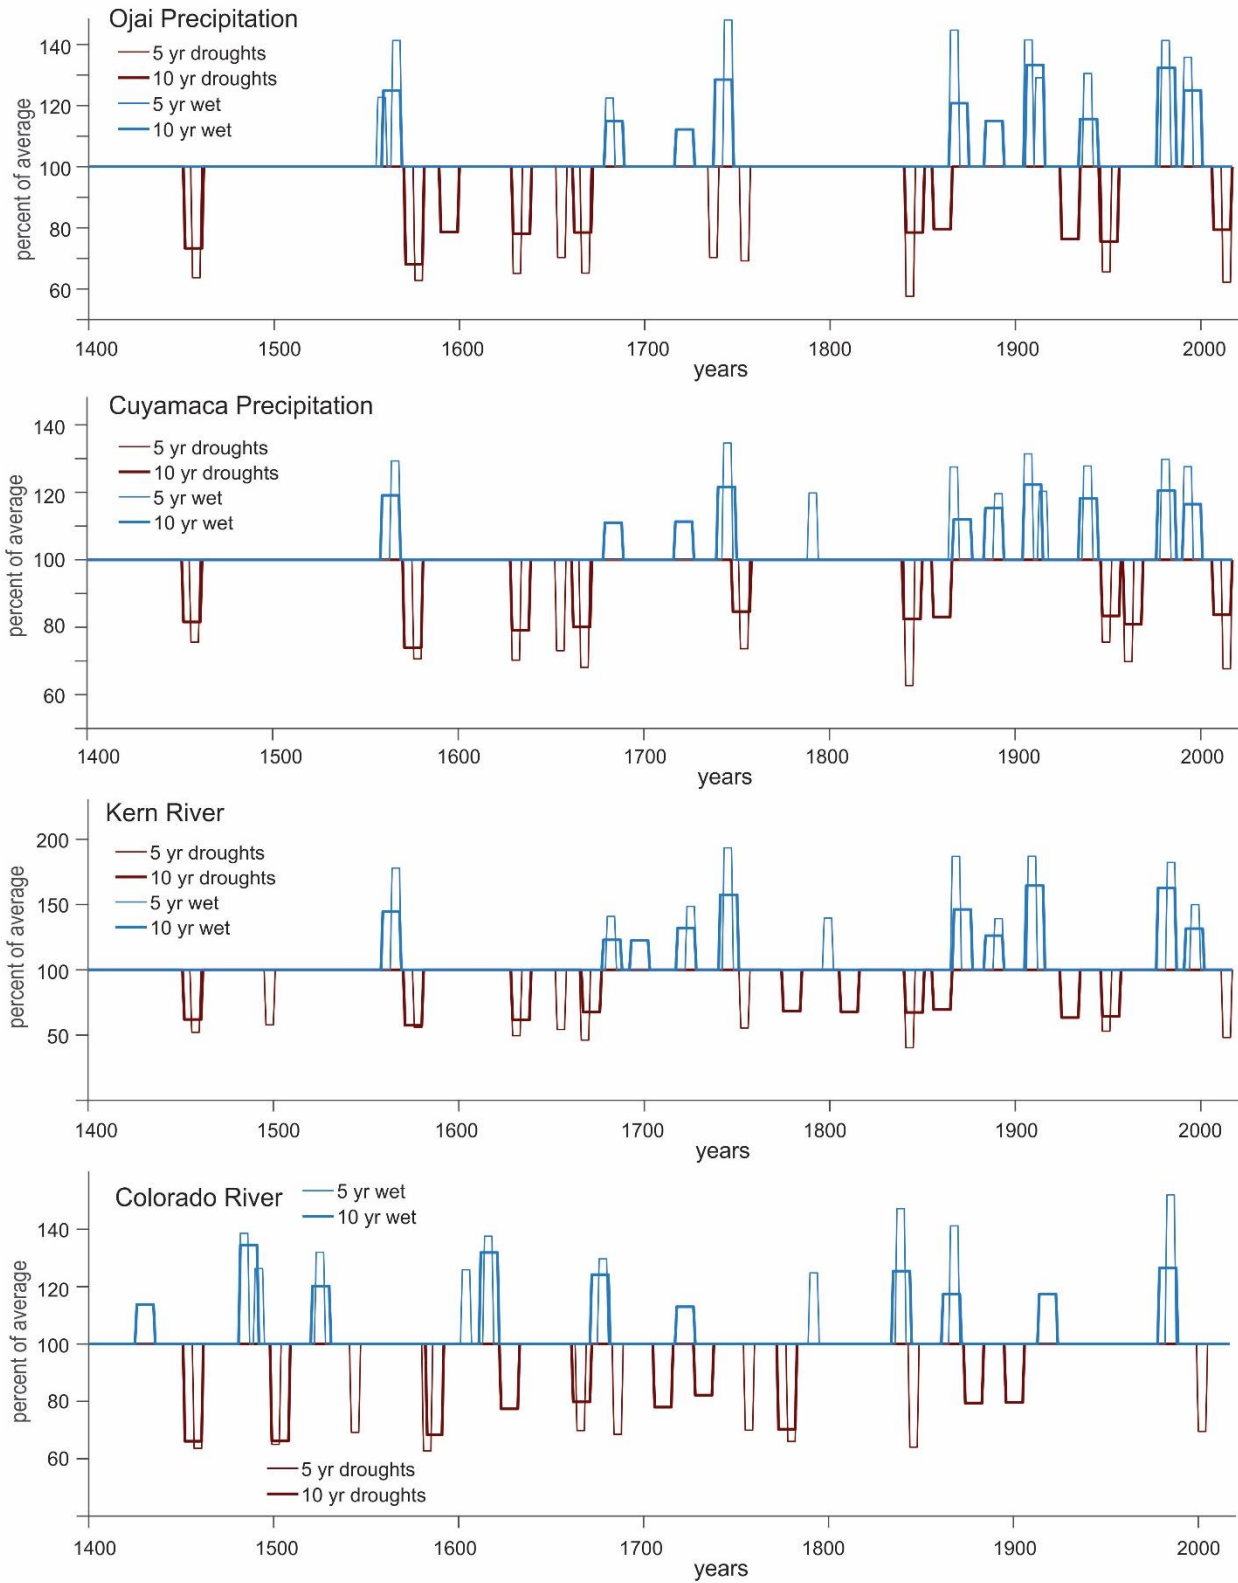 Ojai Precipitation
5 yr droughts
10 yr droughts
5 yr wet
10 yr wet
percent of average
140
120
100
80
60
1400 1500 1600 1700 1800 1900 2000
years
Cuyamaca Precipitation
5 yr droughts
10 yr droughts
5 yr wet
10 yr wet
percent of average
140
120
100
80
60
1400 1500 1600 1700 1800 1900 2000
years
Kern River
5 yr droughts
10 yr droughts
5 yr wet
10 yr wet
percent of average
200
150
100
50
1400 1500 1600 1700 1800 1900 2000
years
Colorado River
5 yr wet
10 yr wet
percent of average
140
120
100
80
60
5 yr droughts
10 yr droughts
1400 1500 1600 1700 1800 1900 2000
years